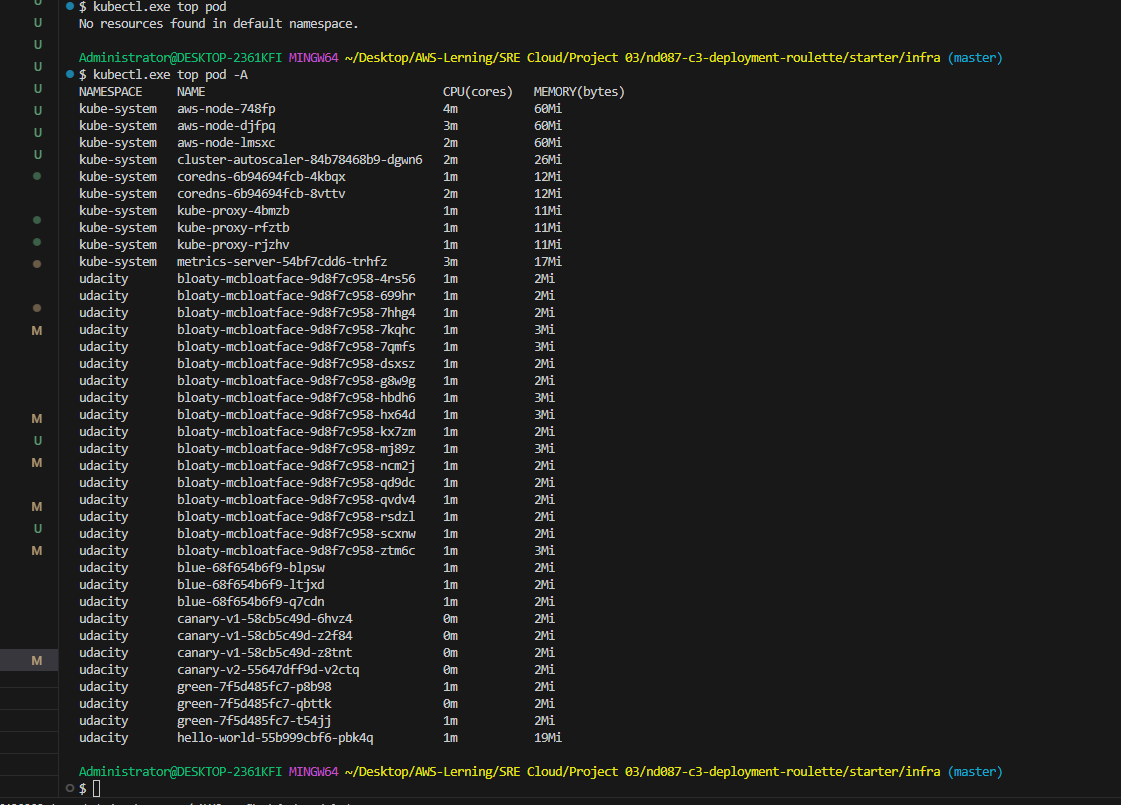 U
$ kubectl.exe top pod
U
No resources found in default namespace.
U
Administrator@DESKTOP-2361KFI MINGW64 ~/Desktop/AWS-Lerning/SRE Cloud/Project 03/nd087-c3-deployment-roulette/starter/infra (master)
U
$ kubectl.exe top pod -A
U
NAMESPACE NAME CPU(cores) MEMORY(bytes)
U
kube-system aws-node-748fp 4m 60Mi
kube-system aws-node-djfpq 3m 60Mi
U
kube-system aws-node-lmsxc 2m 60Mi
U
kube-system cluster-autoscaler-84b78468b9-dgwn6 2m 26Mi
kube-system coredns-6b94694fcb-4kbqx 1m 12Mi
kube-system coredns-6b94694fcb-8vttv 2m 12Mi
kube-system kube-proxy-4bmzb 1m 11Mi
kube-system kube-proxy-rfztb 1m 11Mi
kube-system kube-proxy-rjzhv 1m 11Mi
kube-system metrics-server-54bf7cdd6-trhfz 3m 17Mi
udacity bloaty-mcbloatface-9d8f7c958-4rs56 1m 2Mi
udacity bloaty-mcbloatface-9d8f7c958-699hr 1m 2Mi
udacity bloaty-mcbloatface-9d8f7c958-7hhg4 1m 2Mi
udacity bloaty-mcbloatface-9d8f7c958-7kqhc 1m 3Mi
M
udacity bloaty-mcbloatface-9d8f7c958-7qmfs 1m 3Mi
udacity bloaty-mcbloatface-9d8f7c958-dsxsz 1m 2Mi
udacity bloaty-mcbloatface-9d8f7c958-g8w9g 1m 2Mi
udacity bloaty-mcbloatface-9d8f7c958-hbdh6 1m 3Mi
udacity bloaty-mcbloatface-9d8f7c958-hx64d 1m 3Mi
M
udacity bloaty-mcbloatface-9d8f7c958-kx7zm 1m 2Mi
U
udacity bloaty-mcbloatface-9d8f7c958-mj89z 1m 3Mi
M
udacity bloaty-mcbloatface-9d8f7c958-ncm2j 1m 2Mi
udacity bloaty-mcbloatface-9d8f7c958-qd9dc 1m 2Mi
udacity bloaty-mcbloatface-9d8f7c958-qvdv4 1m 2Mi
M
udacity bloaty-mcbloatface-9d8f7c958-rsdzl 1m 2Mi
U
udacity bloaty-mcbloatface-9d8f7c958-scxnw 1m 2Mi
M
udacity bloaty-mcbloatface-9d8f7c958-ztm6c 1m 3Mi
udacity blue-68f654b6f9-blpsw 1m 2Mi
udacity blue-68f654b6f9-ltjxd 1m 2Mi
udacity blue-68f654b6f9-q7cdn 1m 2Mi
udacity canary-v1-58cb5c49d-6hvz4 0m 2Mi
udacity canary-v1-58cb5c49d-z2f84 0m 2Mi
udacity canary-v1-58cb5c49d-z8tnt 0m 2Mi
M
udacity canary-v2-55647dff9d-v2ctq 0m 2Mi
udacity green-7f5d485fc7-p8b98 1m 2Mi
udacity green-7f5d485fc7-qbttk 0m 2Mi
udacity green-7f5d485fc7-t54jj 1m 2Mi
udacity hello-world-55b999cbf6-pbk4q 1m 19Mi
Administrator@DESKTOP-2361KFI MINGW64 ~/Desktop/AWS-Lerning/SRE Cloud/Project 03/nd087-c3-deployment-roulette/starter/infra (master)
$